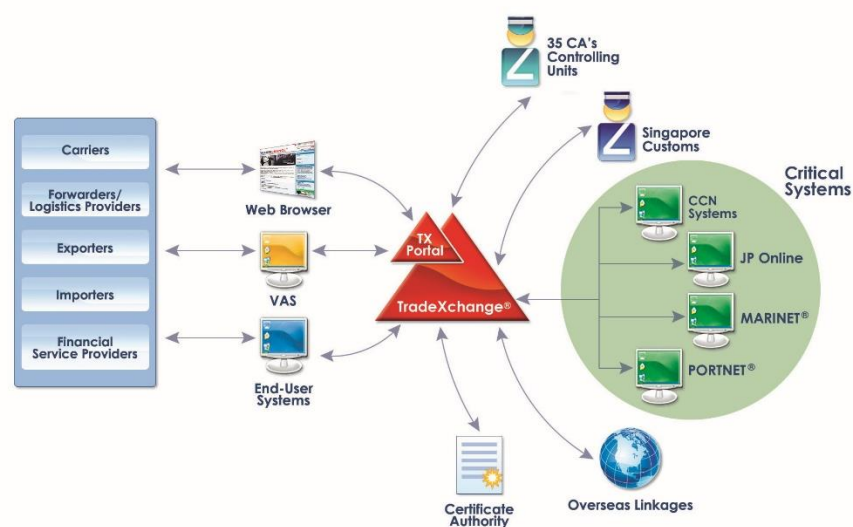 35 CA's
Controlling
Units
Singapore
Customs
Critical
Systems
Carriers
Forwarders/
Logistics Providers
Exporters
Importers
Financial
Service Providers
Web Browser
VAS
End-User
Systems
TX
Portal
TradeXchange®
CCN
Systems
JP Online
MARINET®
PORTNET®
Certificate
Authority
Overseas Linkages